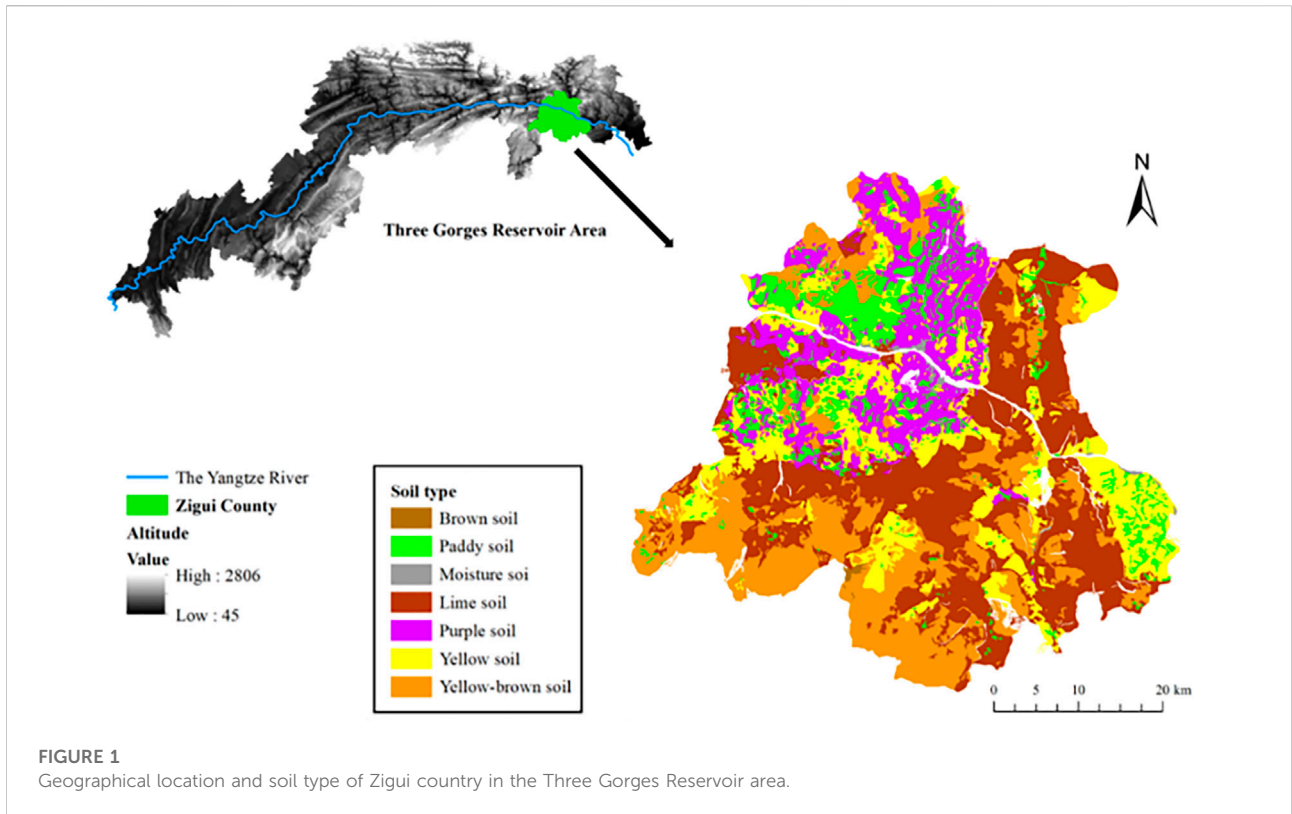 Three Gorges Reservoir Area
N
The Yangtze River
Zigui County
Altitude
Value
High : 2806
Low : 45
Soil type
Brown soil
Paddy soil
Moisture soi
Lime soil
Purple soil
Yellow soil
Yellow-brown soil
0 5 10 20 km
FIGURE 1
Geographical location and soil type of Zigui country in the Three Gorges Reservoir area.